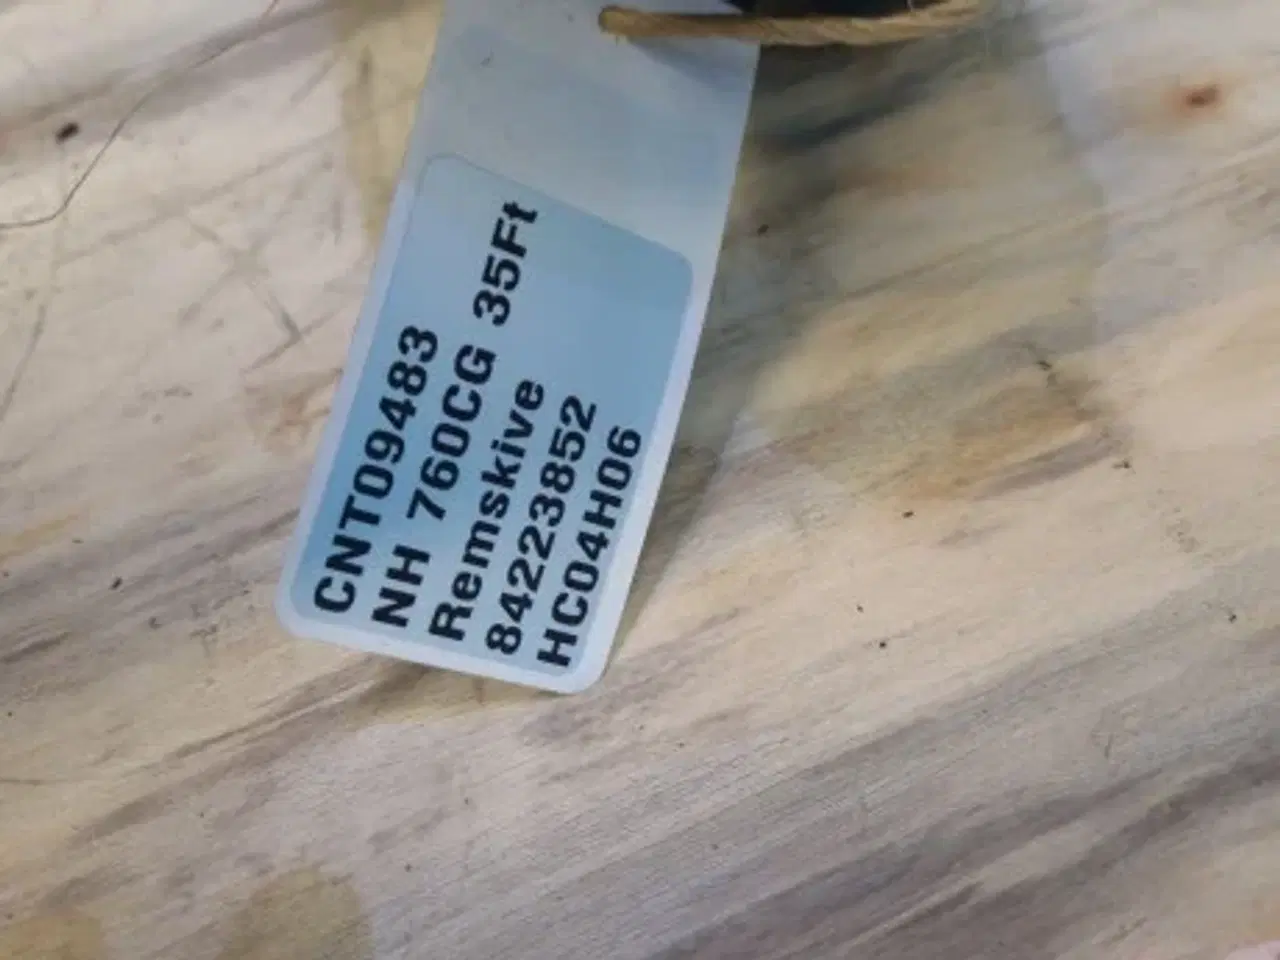 CNT09483
NH 760CG 35Ft
Remskive
84223852
HC04H06